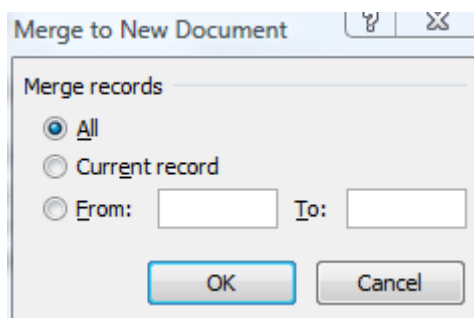 Merge to New Document
Merge records
All
Current record
From: To:
OK Cancel